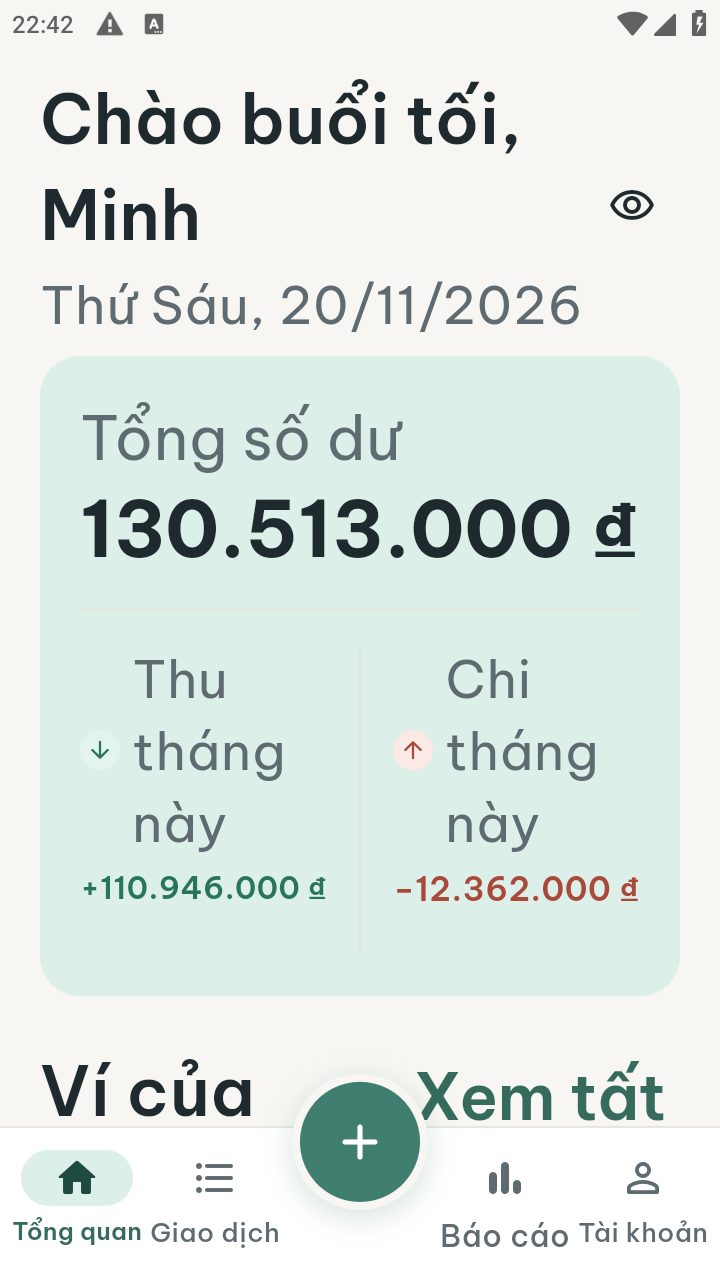 22:42
Chào buổi tối,
Minh
Thứ Sáu, 20/11/2026
Tổng số dư
130.513.000 ₫
Thu
tháng
này
+110.946.000 ₫
Chi
tháng
này
−12.362.000 ₫
Ví của
Xem tất
Tổng quan
Giao dịch
Báo cáo
Tài khoản